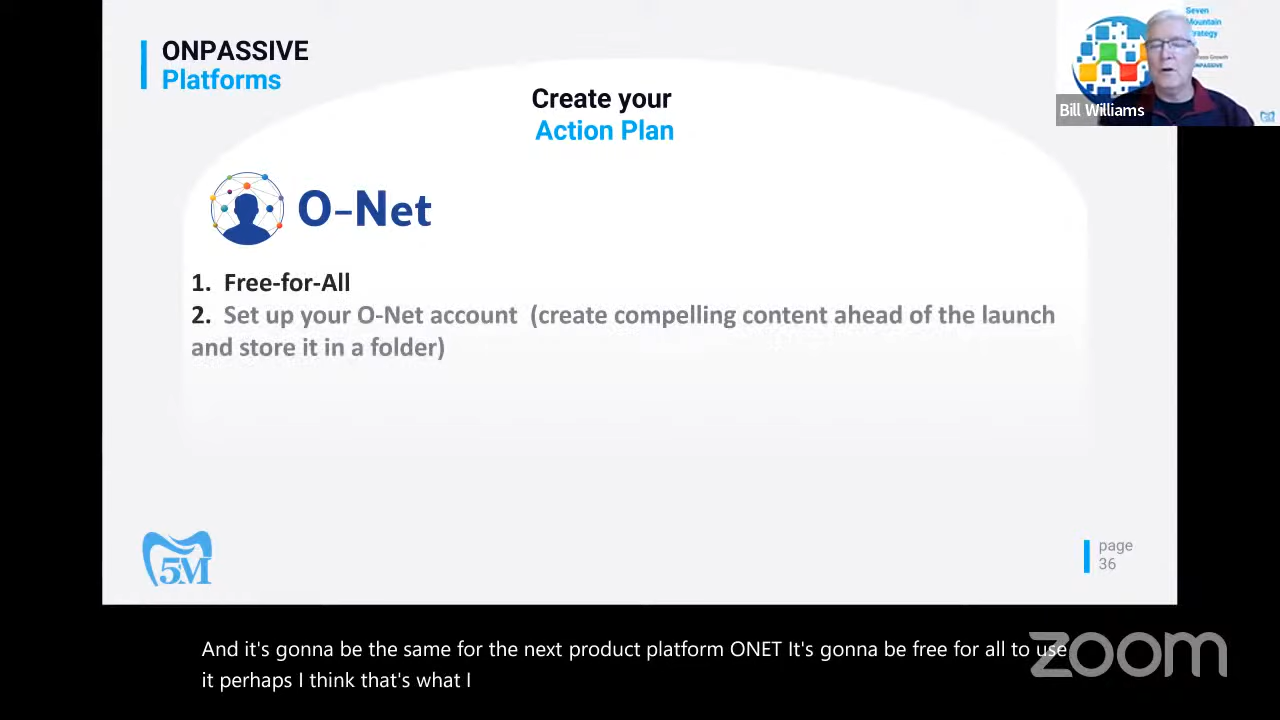 ONPASSIVE
Platforms
Create your
Action Plan
Seven
Mountain
Strategy
ONPASSIVE
Bill Williams
O-Net
1. Free-for-All
2. Set up your O-Net account (create compelling content ahead of the launch
and store it in a folder)
5M
page
36
And it's gonna be the same for the next product platform ONET It's gonna be free for all to use
it perhaps I think that's what I
zoom